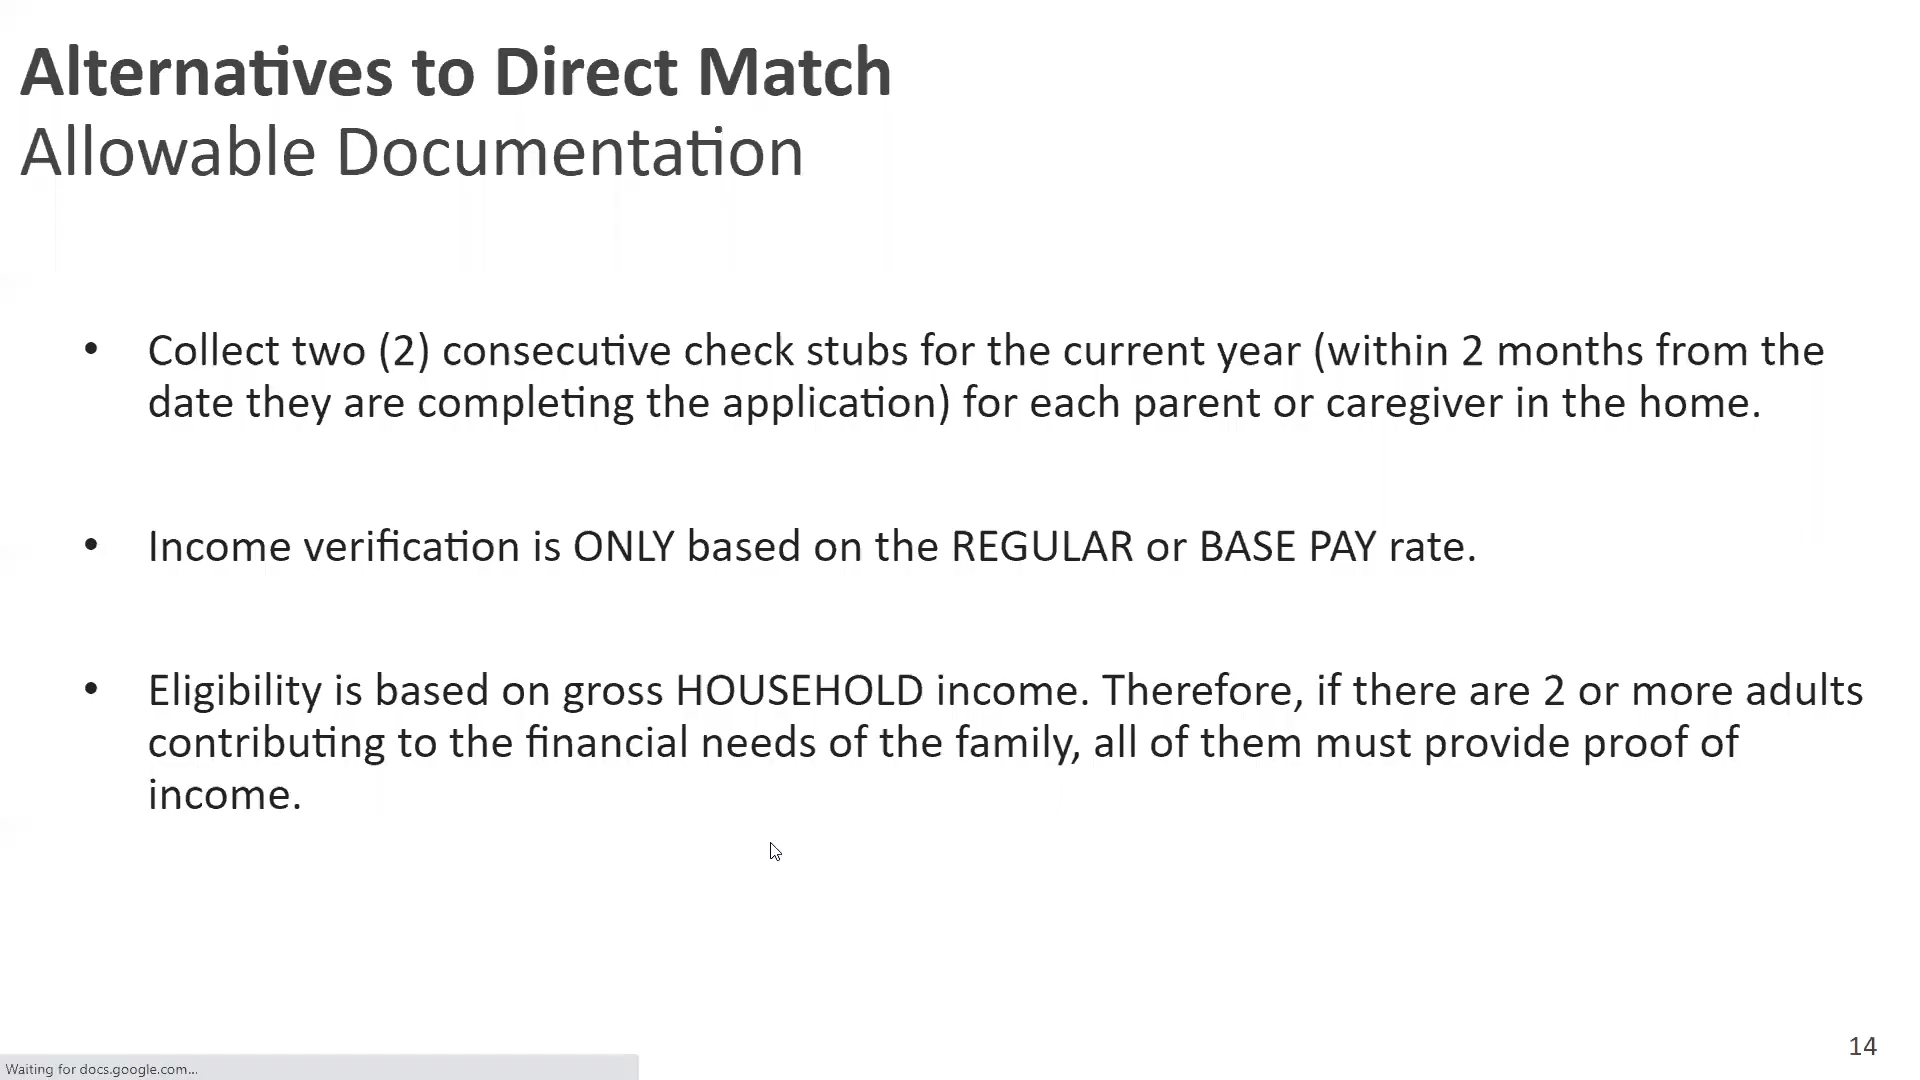 Alternatives to Direct Match
Allowable Documentation
• Collect two (2) consecutive check stubs for the current year (within 2 months from the
date they are completing the application) for each parent or caregiver in the home.
• Income verification is ONLY based on the REGULAR or BASE PAY rate.
• Eligibility is based on gross HOUSEHOLD income. Therefore, if there are 2 or more adults
contributing to the financial needs of the family, all of them must provide proof of
income.
14
Waiting for docs.google.com...